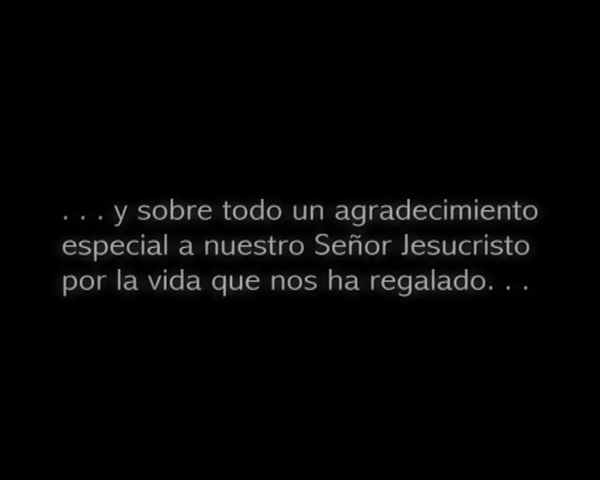 . . . y sobre todo un agradecimiento
especial a nuestro Señor Jesucristo
por la vida que nos ha regalado. . .